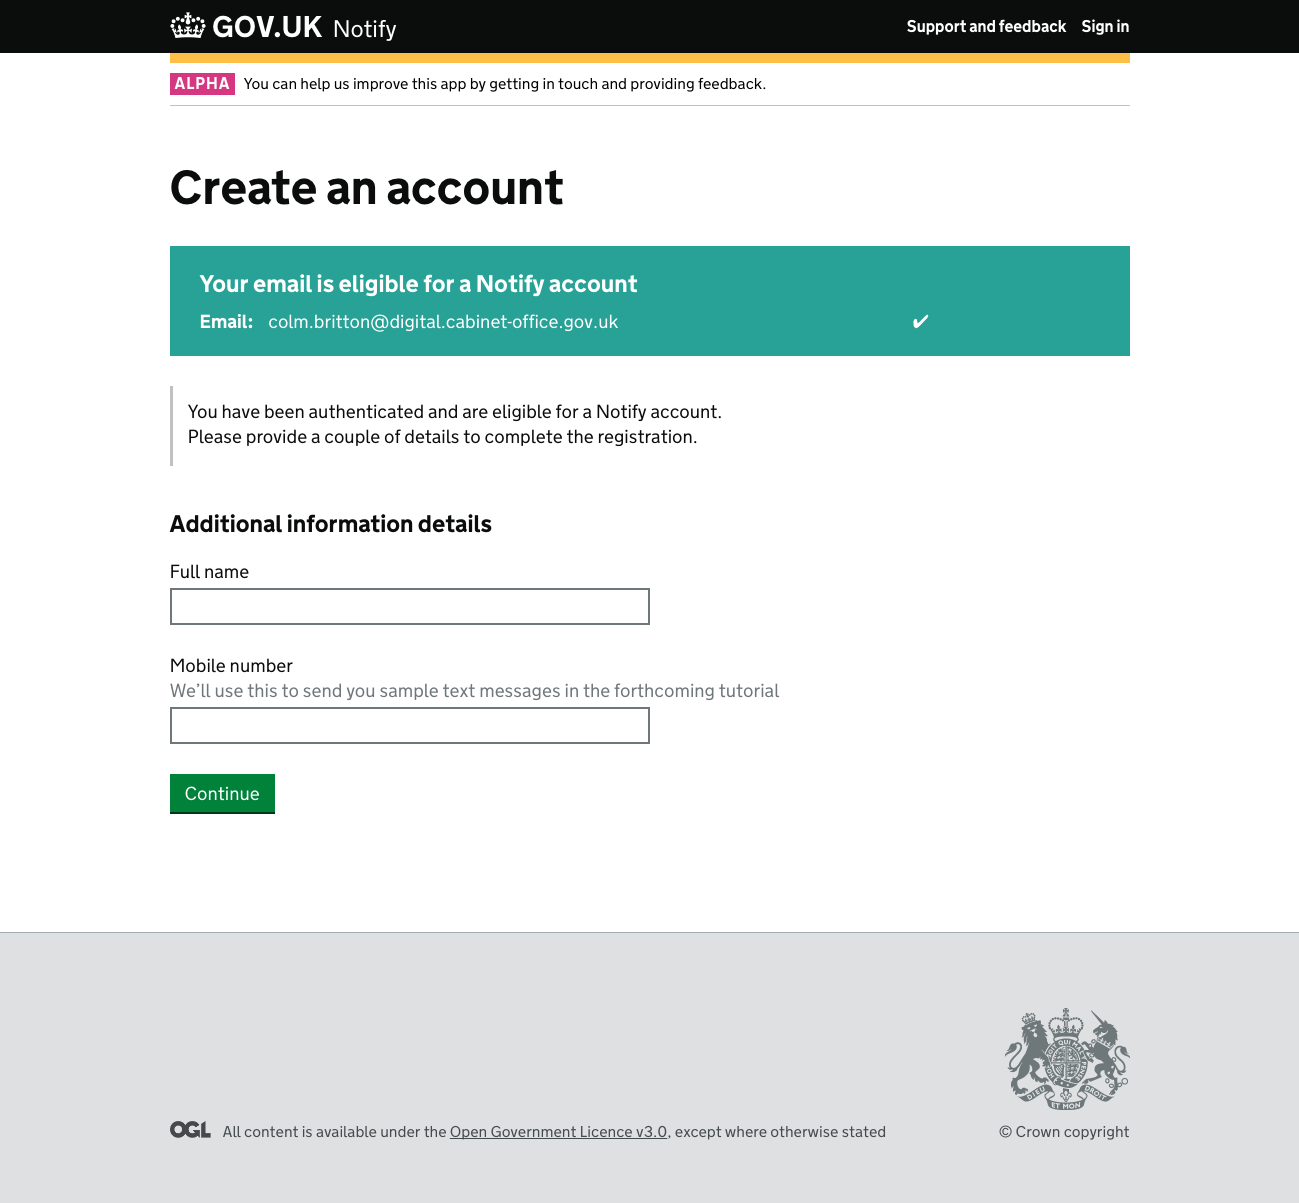 GOV.UK Notify Support and feedback Sign in
ALPHA You can help us improve this app by getting in touch and providing feedback.
Create an account
Your email is eligible for a Notify account
Email: colm.britton@digital.cabinet-office.gov.uk ✔
You have been authenticated and are eligible for a Notify account.
Please provide a couple of details to complete the registration.
Additional information details
Full name
Mobile number
We'll use this to send you sample text messages in the forthcoming tutorial
Continue
DIEU ET MON DROIT
OGL All content is available under the Open Government Licence v3.0, except where otherwise stated © Crown copyright